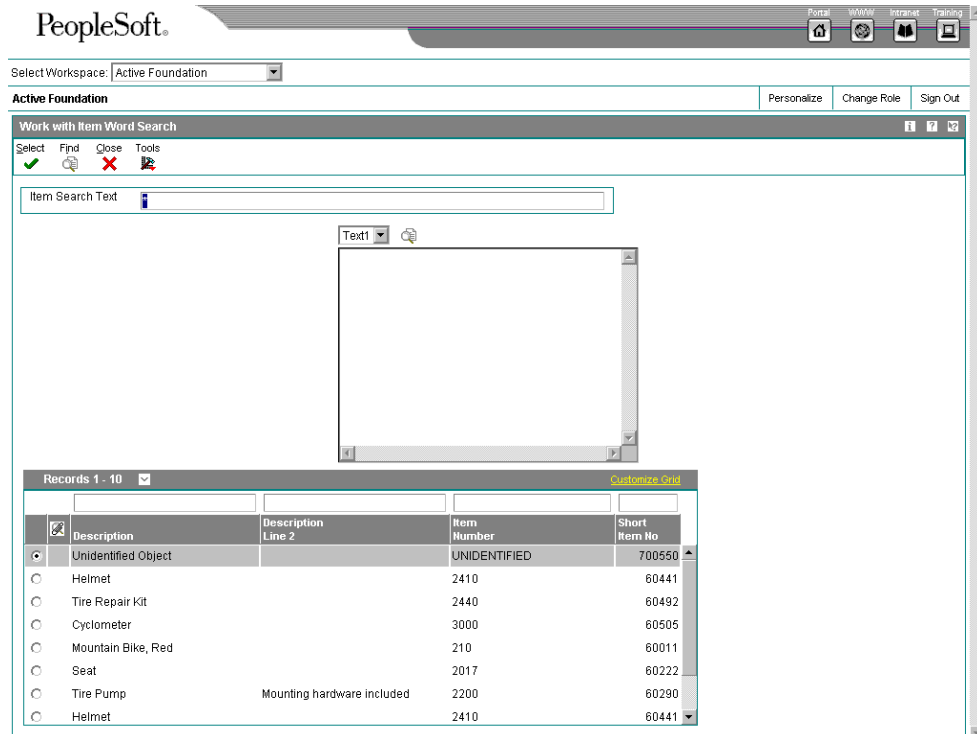 PeopleSoft®
Portal WWW Intranet Training
Select Workspace: Active Foundation
Active Foundation Personalize Change Role Sign Out
Work with Item Word Search
Select Find Close Tools
Item Search Text *
Text1
Records 1 - 10 Customize Grid
Description Description Line 2 Item Number Short Item No
Unidentified Object UNIDENTIFIED 700550
Helmet 2410 60441
Tire Repair Kit 2440 60492
Cyclometer 3000 60505
Mountain Bike, Red 210 60011
Seat 2017 60222
Tire Pump Mounting hardware included 2200 60290
Helmet 2410 60441